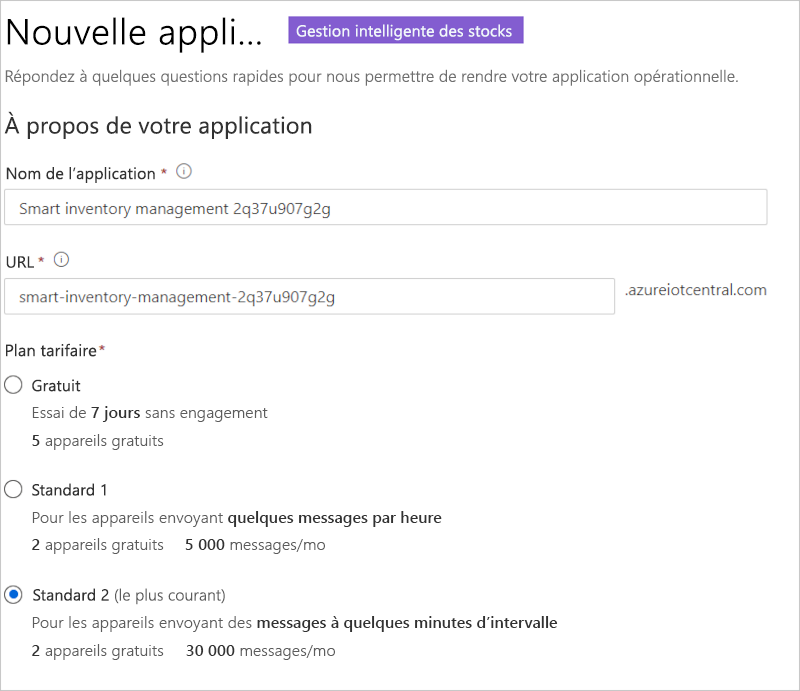 Nouvelle appli... Gestion intelligente des stocks
Répondez à quelques questions rapides pour nous permettre de rendre votre application opérationnelle.
À propos de votre application
Nom de l’application *
Smart inventory management 2q37u907g2g
URL *
smart-inventory-management-2q37u907g2g .azureiotcentral.com
Plan tarifaire*
Gratuit
Essai de 7 jours sans engagement
5 appareils gratuits
Standard 1
Pour les appareils envoyant quelques messages par heure
2 appareils gratuits 5 000 messages/mo
Standard 2 (le plus courant)
Pour les appareils envoyant des messages à quelques minutes d’intervalle
2 appareils gratuits 30 000 messages/mo